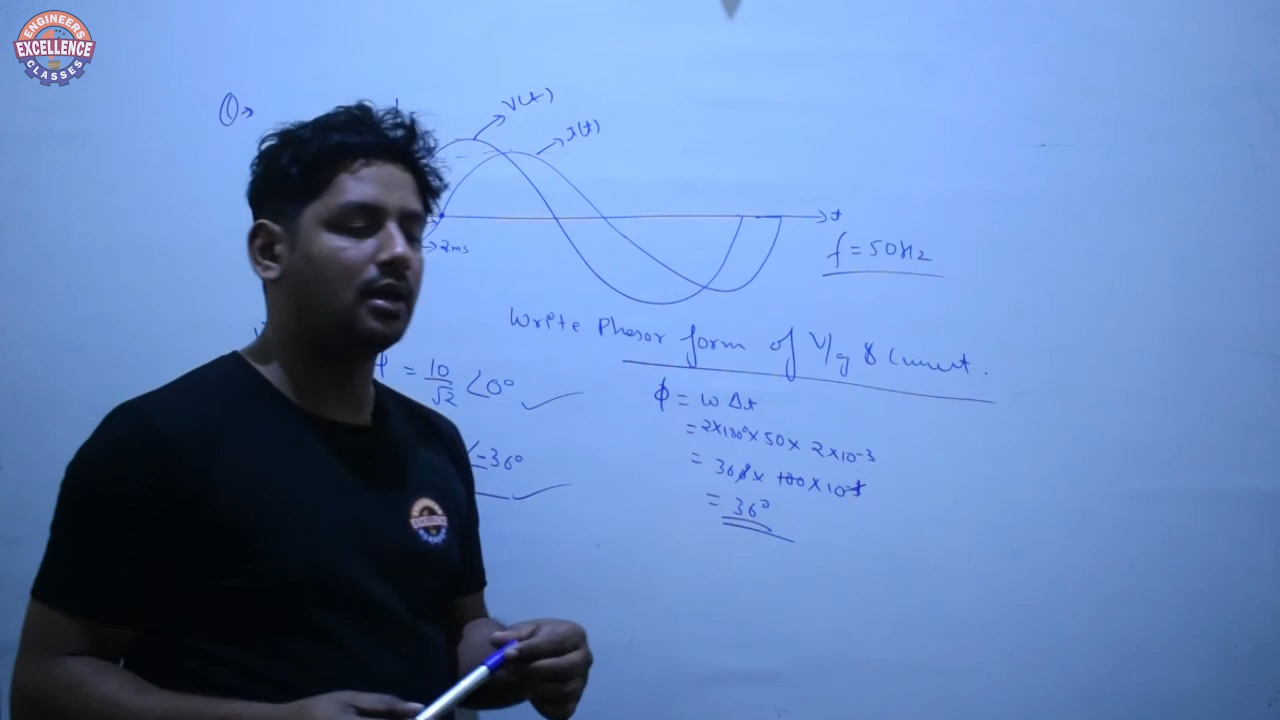 ENGINEERS
EXCELLENCE
CLASSES
Q→
V(t)
I(t)
t
→2ms
f = 50Hz
Write Phasor form of V/g & Current.
= 10/√2 ∠0°
∠-36°
ϕ = ω Δt
= 2×180°×50× 2×10-3
= 360× 100×10-3
= 36°